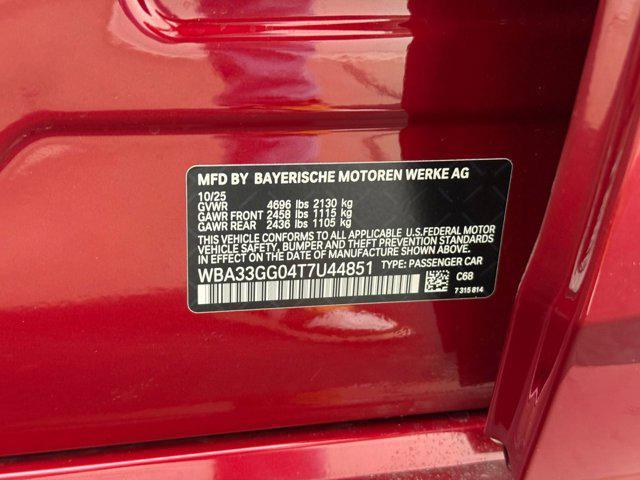 MFD BY BAYERISCHE MOTOREN WERKE AG
10/25
GVWR 4696 lbs 2130 kg
GAWR FRONT 2458 lbs 1115 kg
GAWR REAR 2436 lbs 1105 kg
THIS VEHICLE CONFORMS TO ALL APPLICABLE U.S.FEDERAL MOTOR
VEHICLE SAFETY, BUMPER, AND THEFT PREVENTION STANDARDS
IN EFFECT ON THE DATE OF MANUFACTURE SHOWN ABOVE.
WBA33GG04T7U44851 TYPE: PASSENGER CAR
C68
7 315 814